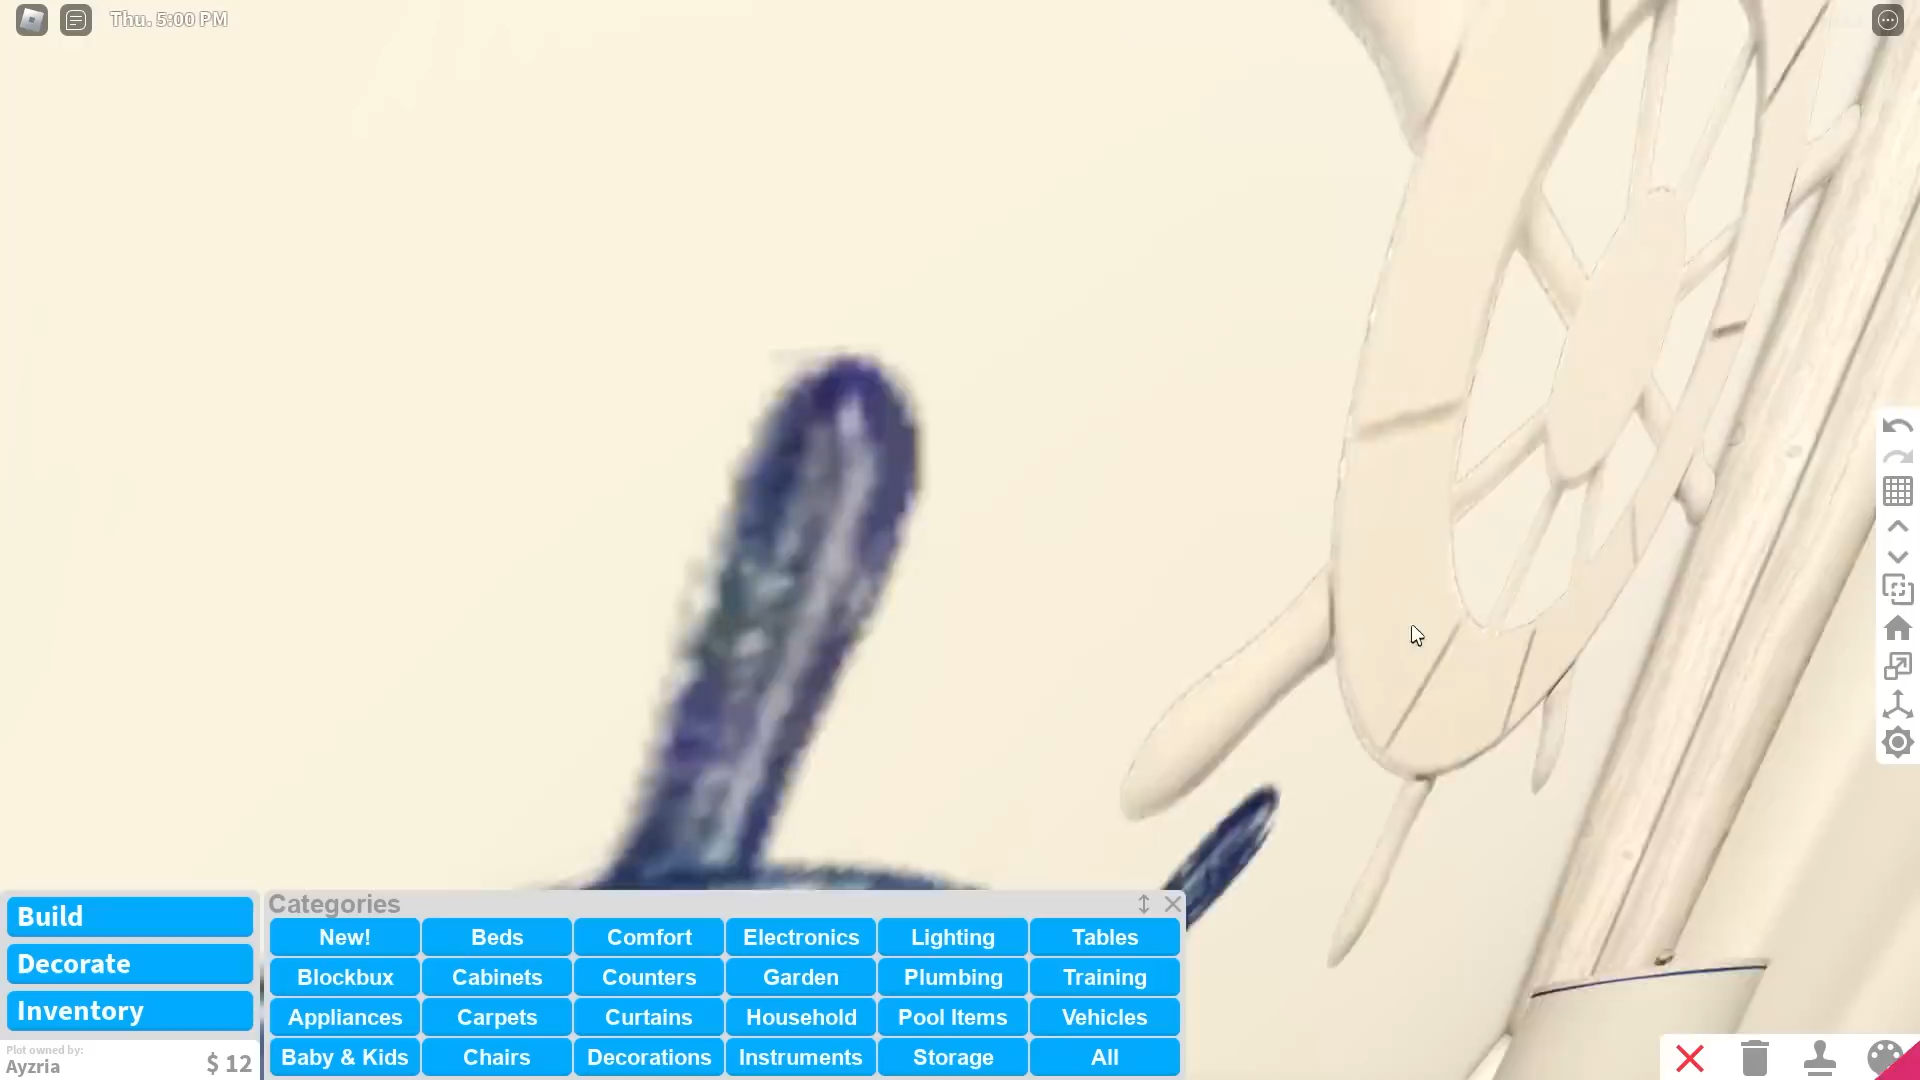 Thu. 5:00 PM
Build
Decorate
Inventory
Plot owned by:
Ayzria
$ 12
Categories
New! Beds Comfort Electronics Lighting Tables
Blockbux Cabinets Counters Garden Plumbing Training
Appliances Carpets Curtains Household Pool Items Vehicles
Baby & Kids Chairs Decorations Instruments Storage All